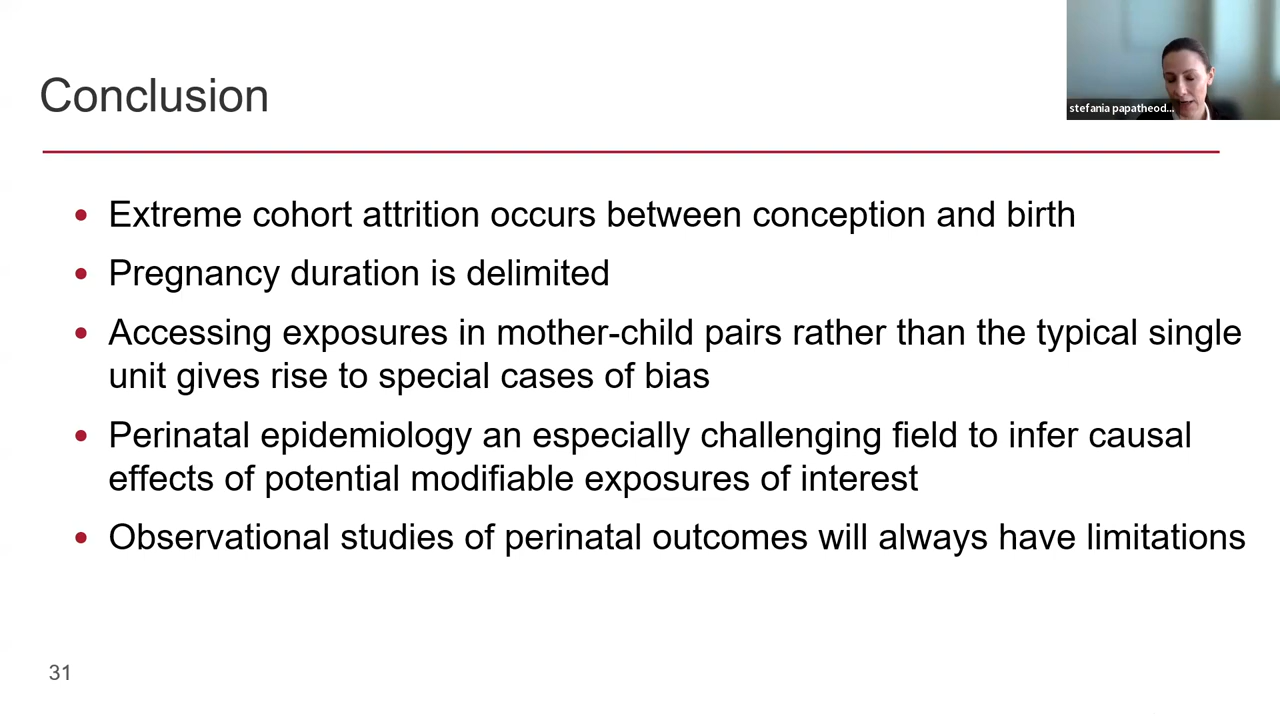 Conclusion
stefania papatheod...
• Extreme cohort attrition occurs between conception and birth
• Pregnancy duration is delimited
• Accessing exposures in mother-child pairs rather than the typical single
unit gives rise to special cases of bias
• Perinatal epidemiology an especially challenging field to infer causal
effects of potential modifiable exposures of interest
• Observational studies of perinatal outcomes will always have limitations
31